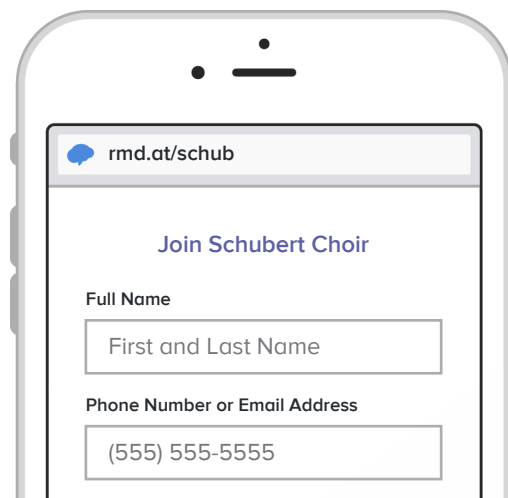 rmd.at/schub
Join Schubert Choir
Full Name
First and Last Name
Phone Number or Email Address
(555) 555-5555